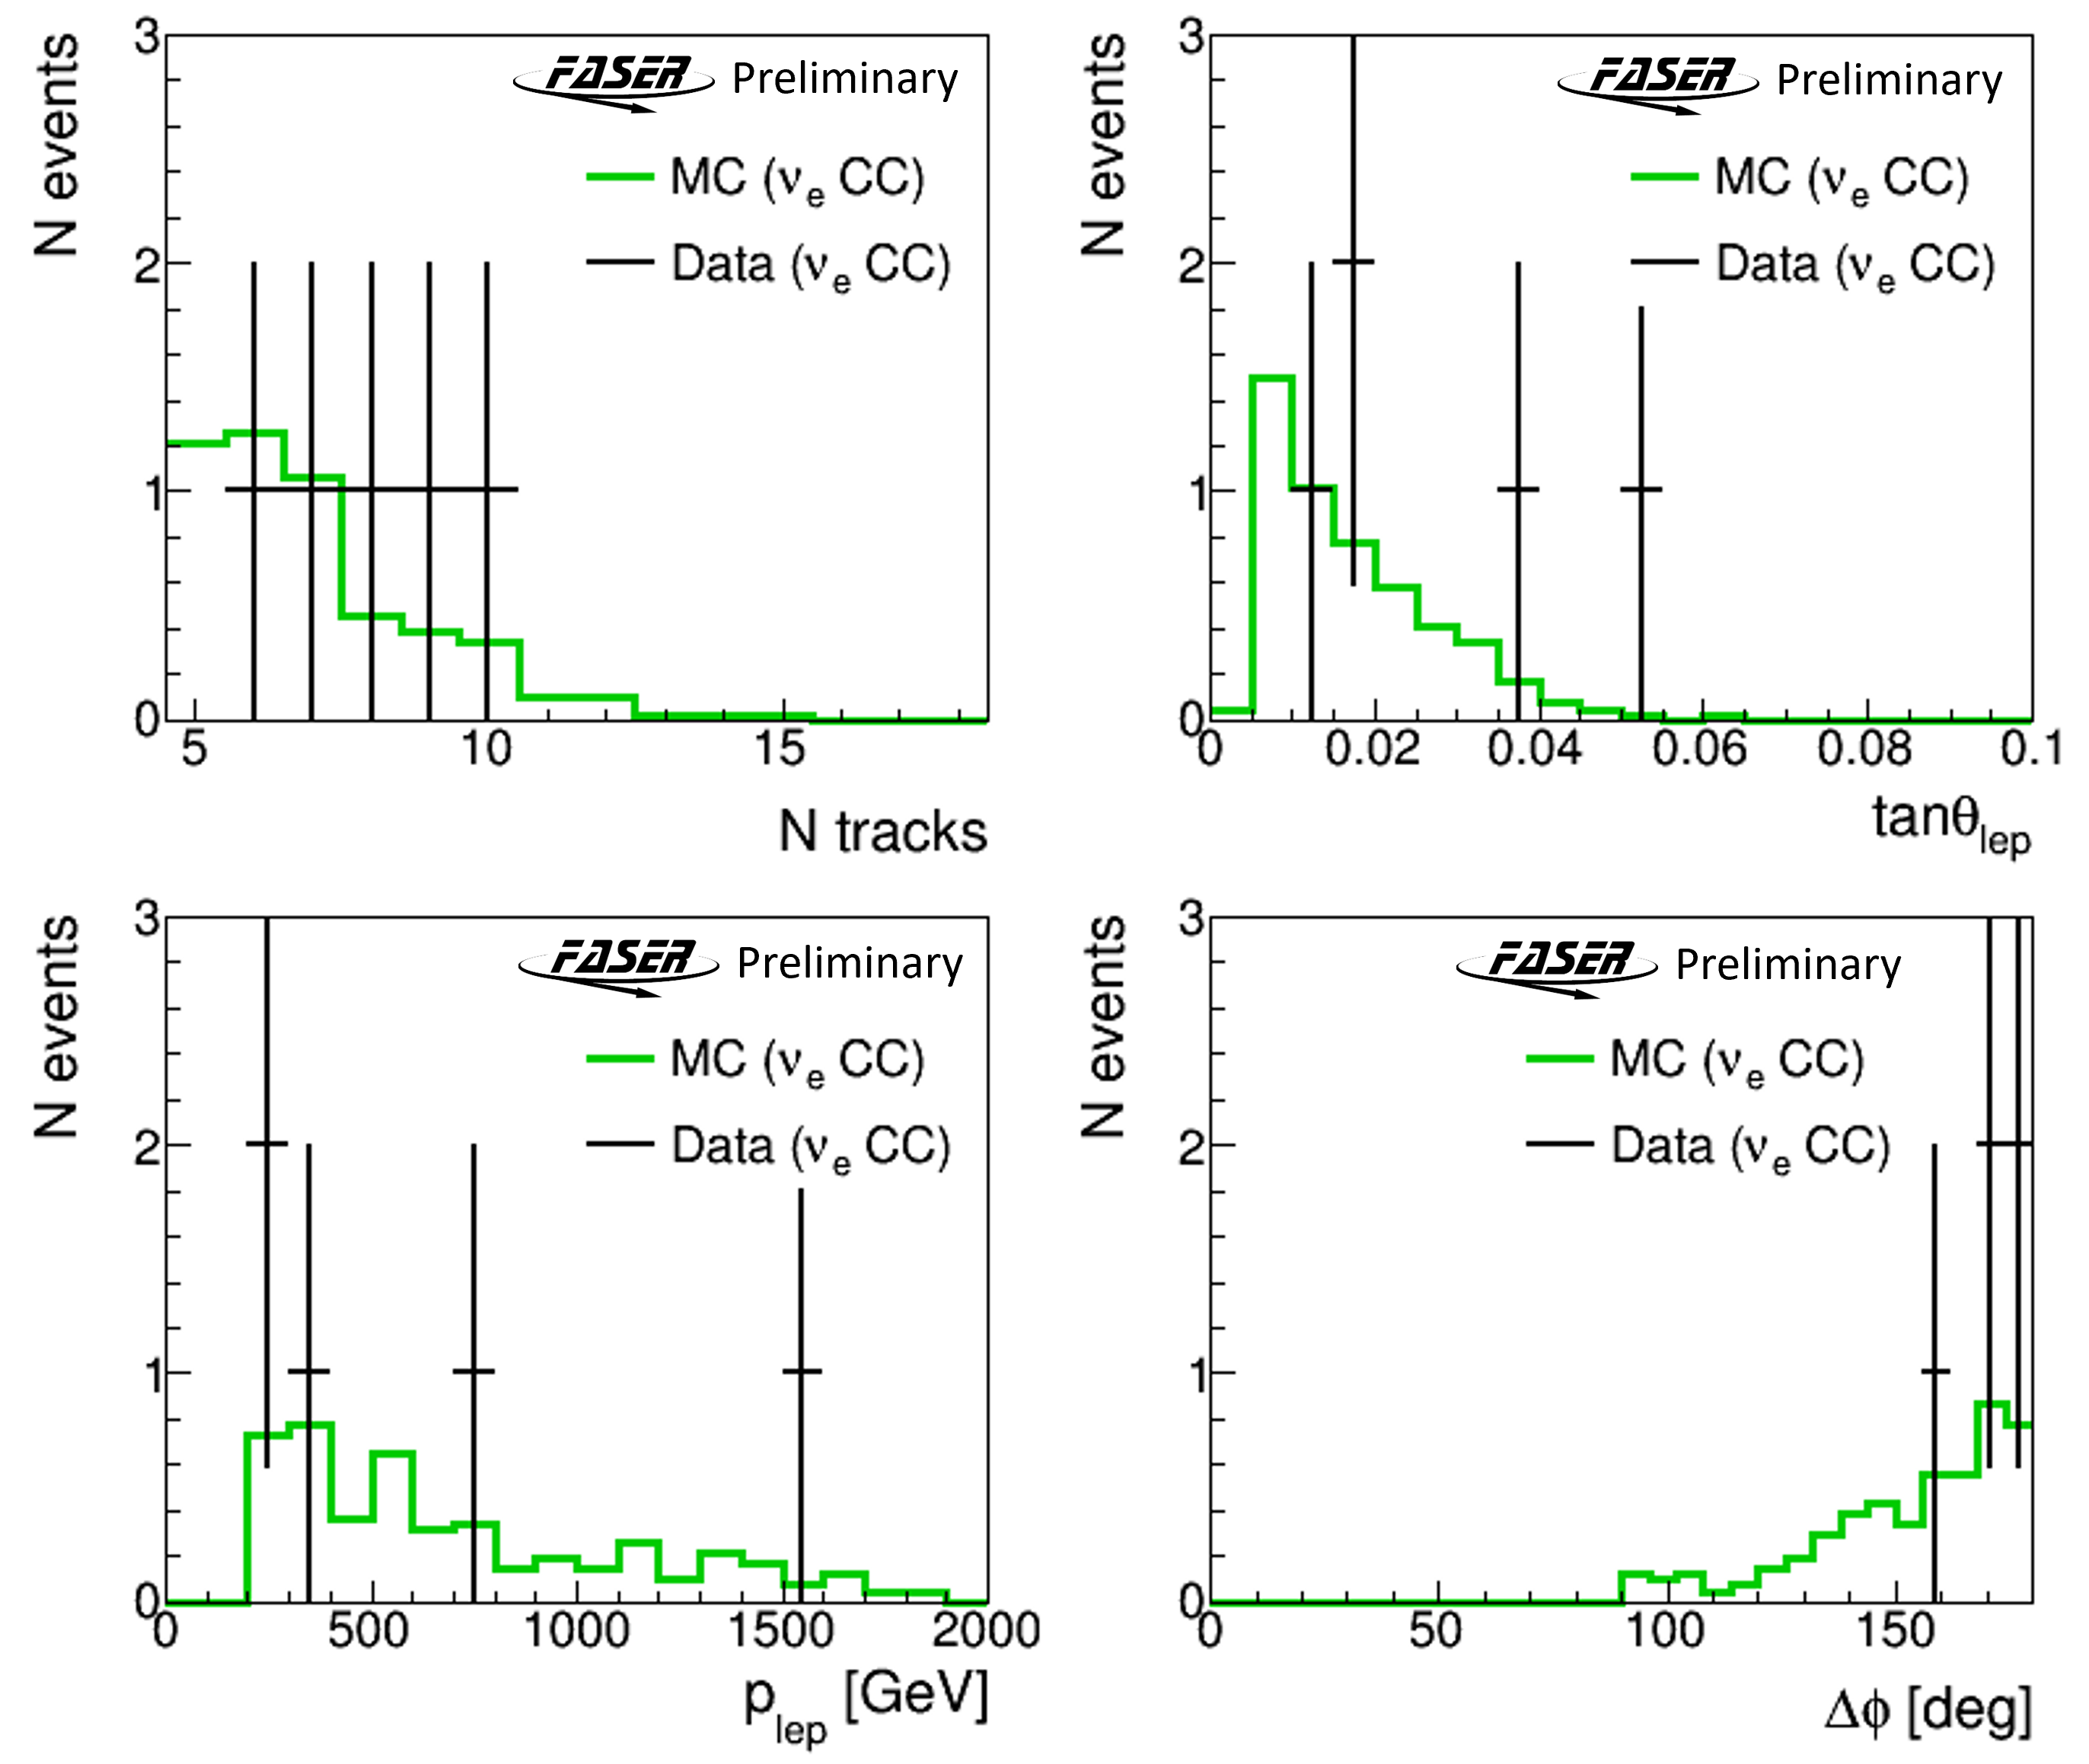 3
N events
FASER Preliminary
MC (νe CC)
2
Data (νe CC)
1
0
5 10 15
N tracks
3
N events
FASER Preliminary
MC (νe CC)
2
Data (νe CC)
1
0
0 0.02 0.04 0.06 0.08 0.1
tanθlep
3
N events
FASER Preliminary
MC (νe CC)
2
Data (νe CC)
1
0
0 500 1000 1500 2000
plep [GeV]
3
N events
FASER Preliminary
MC (νe CC)
2
Data (νe CC)
1
0
0 50 100 150
Δϕ [deg]